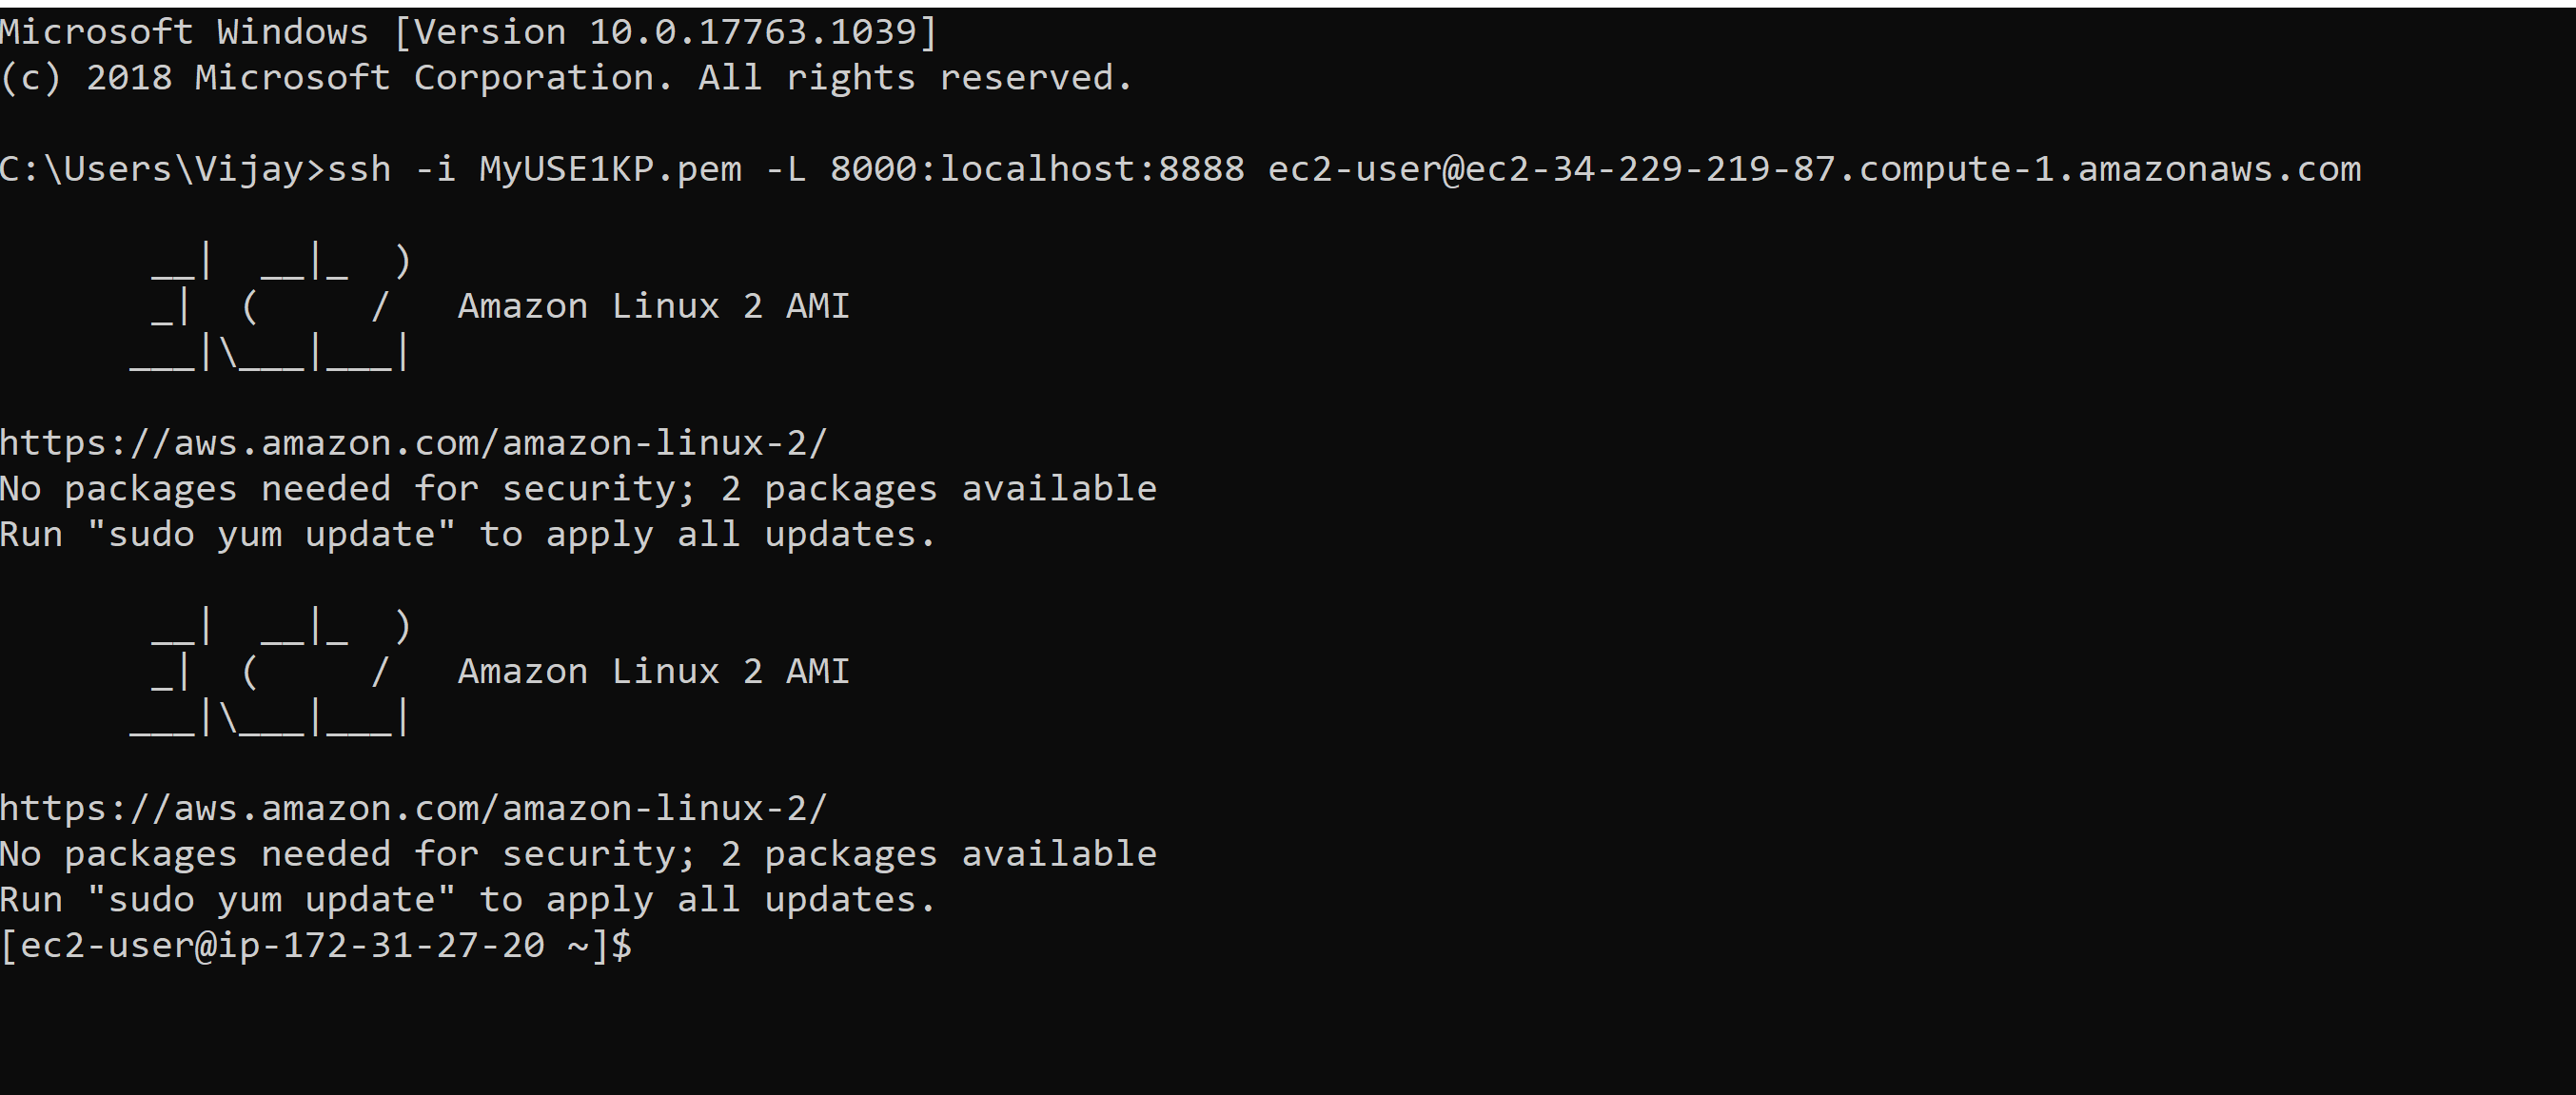 Microsoft Windows [Version 10.0.17763.1039]
(c) 2018 Microsoft Corporation. All rights reserved.

C:\Users\Vijay>ssh -i MyUSE1KP.pem -L 8000:localhost:8888 ec2-user@ec2-34-229-219-87.compute-1.amazonaws.com

       __|  __|_  )
       _|  (     /   Amazon Linux 2 AMI
      ___|\___|___|

https://aws.amazon.com/amazon-linux-2/
No packages needed for security; 2 packages available
Run "sudo yum update" to apply all updates.

       __|  __|_  )
       _|  (     /   Amazon Linux 2 AMI
      ___|\___|___|

https://aws.amazon.com/amazon-linux-2/
No packages needed for security; 2 packages available
Run "sudo yum update" to apply all updates.
[ec2-user@ip-172-31-27-20 ~]$